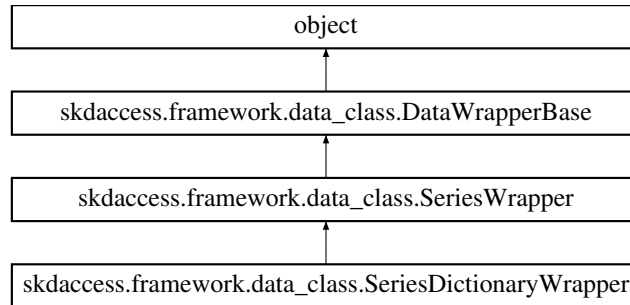 object
skdaccess.framework.data_class.DataWrapperBase
skdaccess.framework.data_class.SeriesWrapper
skdaccess.framework.data_class.SeriesDictionaryWrapper